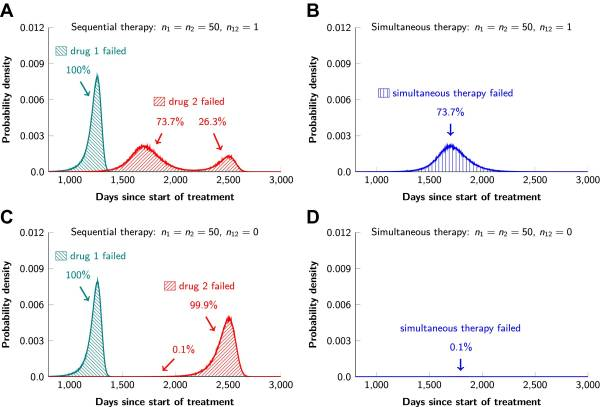 A
Sequential therapy: n1 = n2 = 50, n12 = 1
Probability density
0.012
0.009
0.006
0.003
0.0
drug 1 failed
100%
drug 2 failed
73.7%
26.3%
1,000
1,500
2,000
2,500
3,000
Days since start of treatment
B
Simultaneous therapy: n1 = n2 = 50, n12 = 1
Probability density
0.012
0.009
0.006
0.003
0.0
simultaneous therapy failed
73.7%
1,000
1,500
2,000
2,500
3,000
Days since start of treatment
C
Sequential therapy: n1 = n2 = 50, n12 = 0
Probability density
0.012
0.009
0.006
0.003
0.0
drug 1 failed
100%
drug 2 failed
99.9%
0.1%
1,000
1,500
2,000
2,500
3,000
Days since start of treatment
D
Simultaneous therapy: n1 = n2 = 50, n12 = 0
Probability density
0.012
0.009
0.006
0.003
0.0
simultaneous therapy failed
0.1%
1,000
1,500
2,000
2,500
3,000
Days since start of treatment